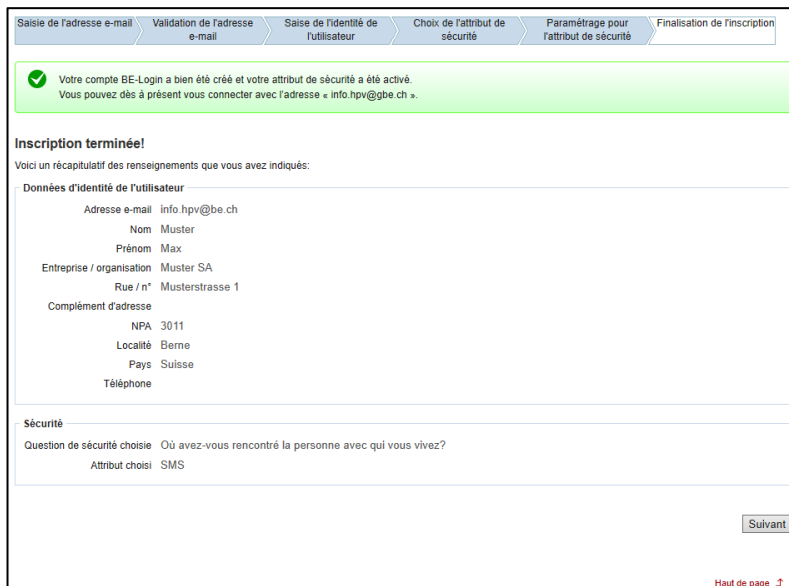 Saisie de l'adresse e-mail
Validation de l'adresse
e-mail
Saise de l'identité de
l'utilisateur
Choix de l'attribut de
sécurité
Paramétrage pour
l'attribut de sécurité
Finalisation de l'inscription
Votre compte BE-Login a bien été créé et votre attribut de sécurité a été activé.
Vous pouvez dès à présent vous connecter avec l'adresse « info.hpv@gbe.ch ».
Inscription terminée!
Voici un récapitulatif des renseignements que vous avez indiqués:
Données d'identité de l'utilisateur
Adresse e-mail info.hpv@be.ch
Nom Muster
Prénom Max
Entreprise / organisation Muster SA
Rue / n° Musterstrasse 1
Complément d'adresse
NPA 3011
Localité Berne
Pays Suisse
Téléphone
Sécurité
Question de sécurité choisie Où avez-vous rencontré la personne avec qui vous vivez?
Attribut choisi SMS
Suivant
Haut de page